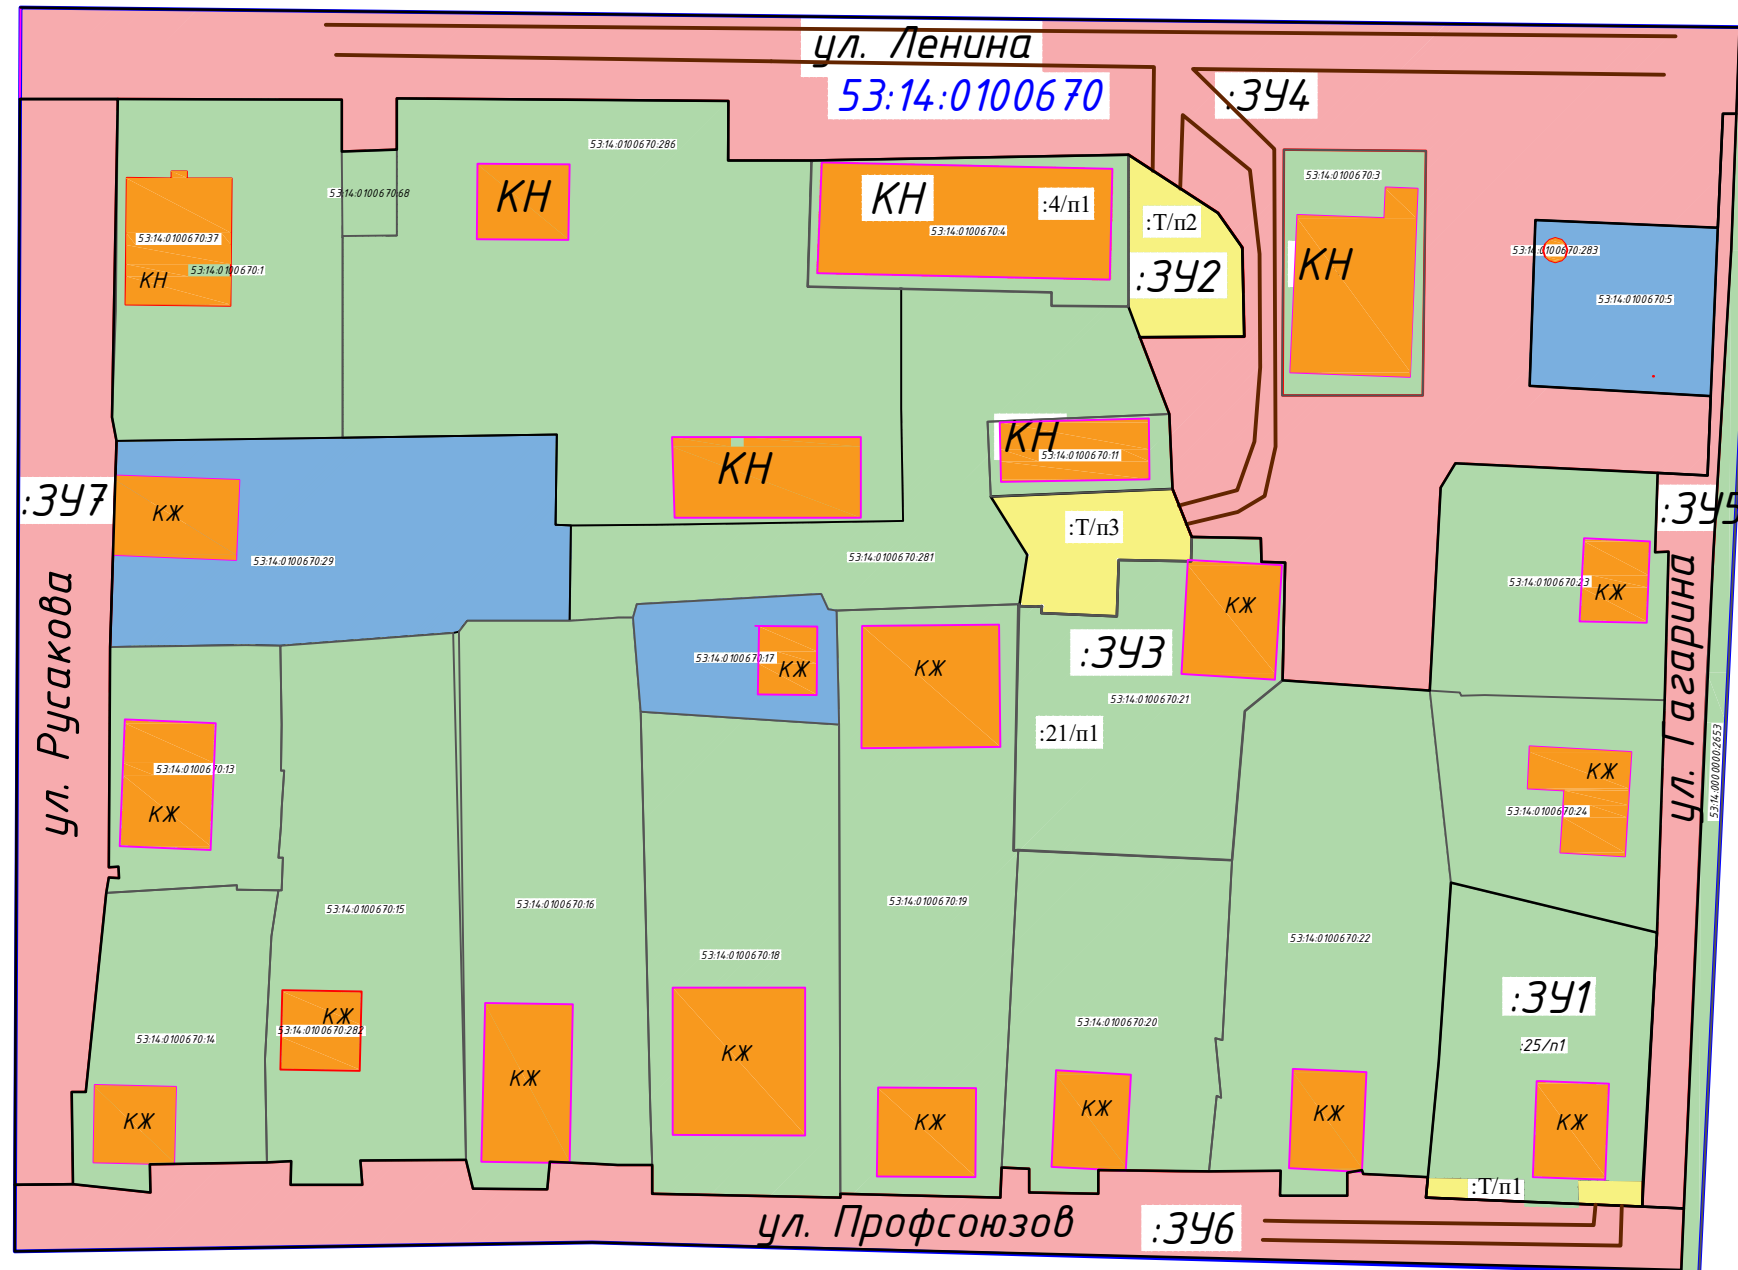 ул. Ленина
53:14:0100670
:ЗУ4
53:14:0100670:286
53:14:0100670:3
53:14:0100670:68
КН
КН
:4/п1
53:14:0100670:4
:Т/п2
53:14:0100670:37
КН
53:14:0100670:1
:ЗУ2
КН
53:14:0100670:283
53:14:0100670:5
КН
КН
53:14:0100670:11
:ЗУ7
КЖ
53:14:0100670:29
:Т/п3
53:14:0100670:281
:ЗУ5
53:14:0100670:23
КЖ
КЖ
ул. Русакова
53:14:0100670:17
КЖ
КЖ
:ЗУ3
53:14:0100670:21
:21/п1
ул. Гагарина
53:14:0000000:2653
53:14:0100670:13
КЖ
КЖ
53:14:0100670:24
53:14:0100670:15
53:14:0100670:16
53:14:0100670:19
53:14:0100670:18
53:14:0100670:22
:ЗУ1
:25/п1
53:14:0100670:14
КЖ
53:14:0100670:282
53:14:0100670:20
КЖ
КЖ
КЖ
КЖ
КЖ
КЖ
КЖ
:Т/п1
ул. Профсоюзов
:ЗУ6